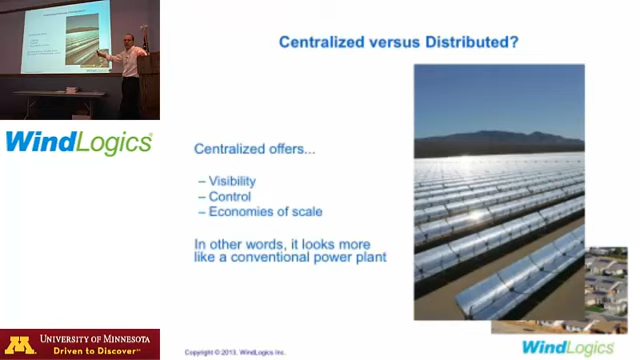 Centralized versus Distributed?
WindLogics
Centralized offers...
– Visibility
– Control
– Economies of scale
In other words, it looks more
like a conventional power plant
UNIVERSITY OF MINNESOTA
Driven to Discover
Copyright © 2013, WindLogics Inc.
WindLogics